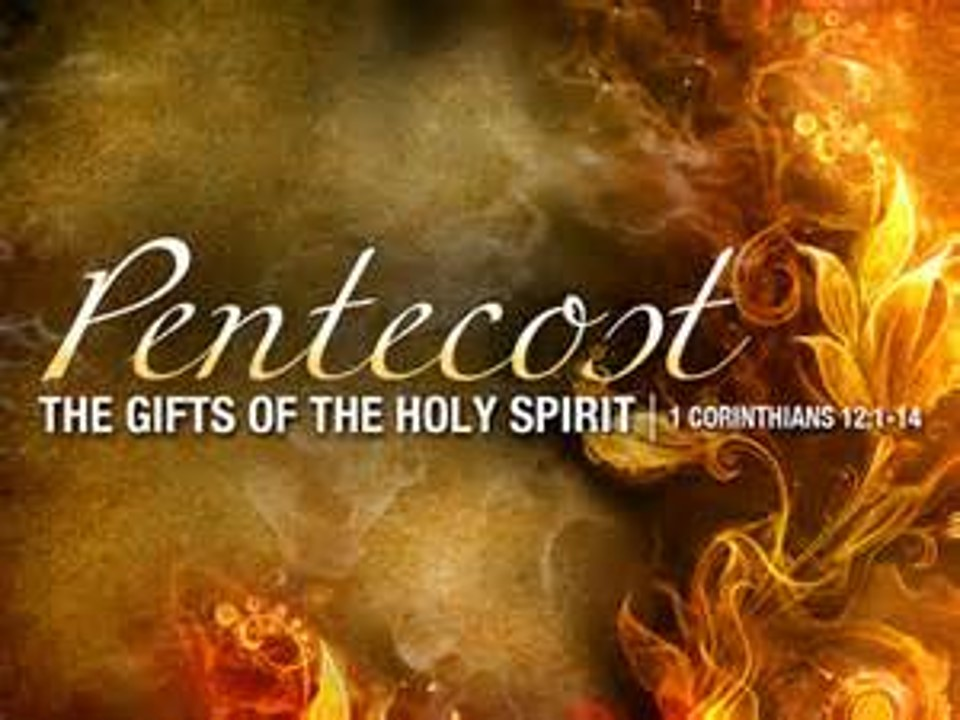 Pentecost
THE GIFTS OF THE HOLY SPIRIT | 1 CORINTHIANS 12:1-14